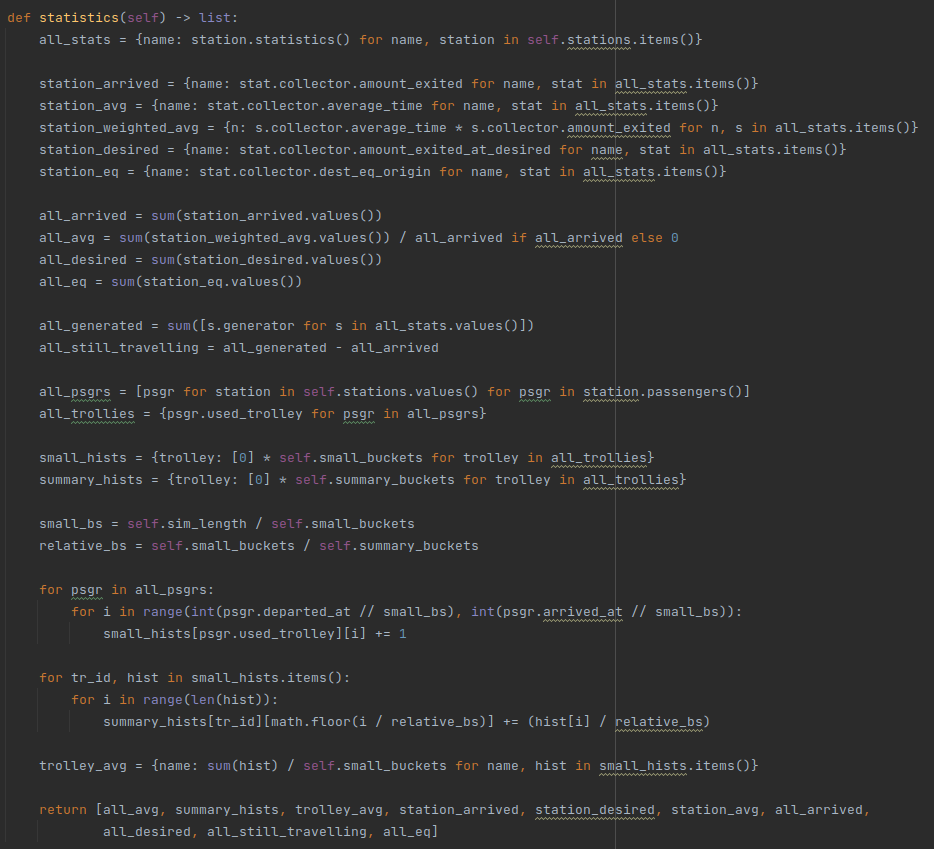 def statistics(self) -> list:
    all_stats = {name: station.statistics() for name, station in self.stations.items()}

    station_arrived = {name: stat.collector.amount_exited for name, stat in all_stats.items()}
    station_avg = {name: stat.collector.average_time for name, stat in all_stats.items()}
    station_weighted_avg = {n: s.collector.average_time * s.collector.amount_exited for n, s in all_stats.items()}
    station_desired = {name: stat.collector.amount_exited_at_desired for name, stat in all_stats.items()}
    station_eq = {name: stat.collector.dest_eq_origin for name, stat in all_stats.items()}

    all_arrived = sum(station_arrived.values())
    all_avg = sum(station_weighted_avg.values()) / all_arrived if all_arrived else 0
    all_desired = sum(station_desired.values())
    all_eq = sum(station_eq.values())

    all_generated = sum([s.generator for s in all_stats.values()])
    all_still_travelling = all_generated - all_arrived

    all_psgrs = [psgr for station in self.stations.values() for psgr in station.passengers()]
    all_trollies = {psgr.used_trolley for psgr in all_psgrs}

    small_hists = {trolley: [0] * self.small_buckets for trolley in all_trollies}
    summary_hists = {trolley: [0] * self.summary_buckets for trolley in all_trollies}

    small_bs = self.sim_length / self.small_buckets
    relative_bs = self.small_buckets / self.summary_buckets

    for psgr in all_psgrs:
        for i in range(int(psgr.departed_at // small_bs), int(psgr.arrived_at // small_bs)):
            small_hists[psgr.used_trolley][i] += 1

    for tr_id, hist in small_hists.items():
        for i in range(len(hist)):
            summary_hists[tr_id][math.floor(i / relative_bs)] += (hist[i] / relative_bs)

    trolley_avg = {name: sum(hist) / self.small_buckets for name, hist in small_hists.items()}

    return [all_avg, summary_hists, trolley_avg, station_arrived, station_desired, station_avg, all_arrived,
            all_desired, all_still_travelling, all_eq]